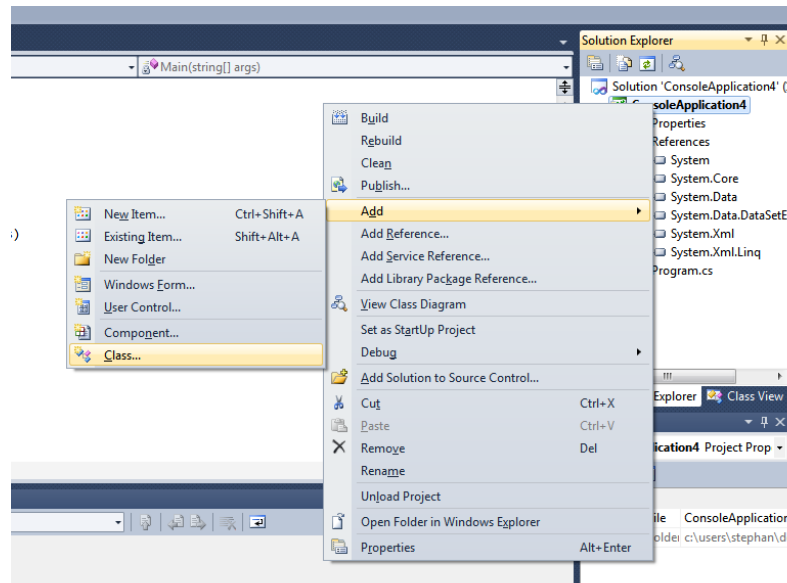 Solution Explorer
Main(string[] args)
Solution 'ConsoleApplication4' (
ConsoleApplication4
Properties
References
System
System.Core
System.Data
System.Data.DataSetE
System.Xml
System.Xml.Linq
Program.cs
Build
Rebuild
Clean
Publish...
Add
Add Reference...
Add Service Reference...
Add Library Package Reference...
View Class Diagram
Set as StartUp Project
Debug
Add Solution to Source Control...
Cut Ctrl+X
Paste Ctrl+V
Remove Del
Rename
Unload Project
Open Folder in Windows Explorer
Properties Alt+Enter
New Item... Ctrl+Shift+A
Existing Item... Shift+Alt+A
New Folder
Windows Form...
User Control...
Component...
Class...
)
Explorer Class View
ication4 Project Prop
ile ConsoleApplication
older c:\users\stephan\d